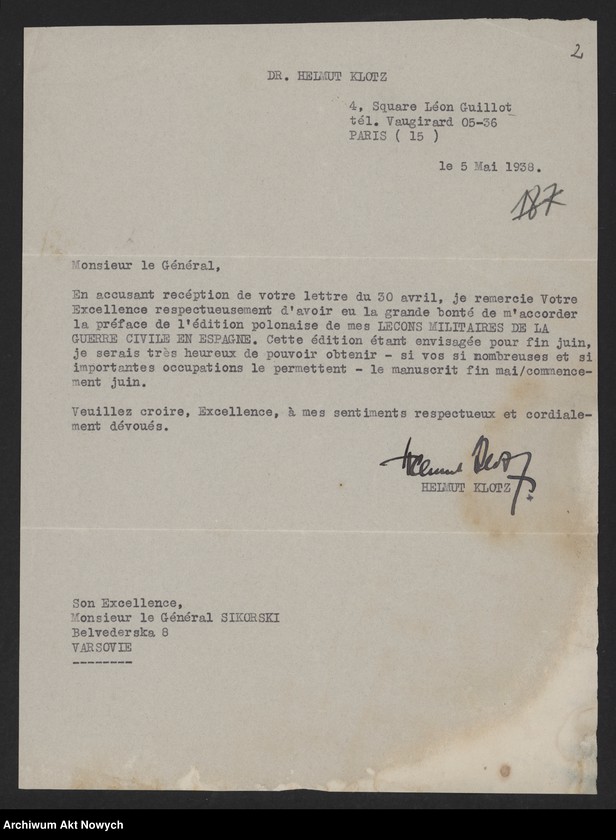 2
DR. HELMUT KLOTZ
4, Square Léon Guillot
tél. Vaugirard 05-36
PARIS ( 15 )
le 5 Mai 1938.
187
Monsieur le Général,
En accusant recéption de votre lettre du 30 avril, je remercie Votre
Excellence respectueusement d'avoir eu la grande bonté de m'accorder
la préface de l'édition polonaise de mes LECONS MILITAIRES DE LA
GUERRE CIVILE EN ESPAGNE. Cette édition étant envisagée pour fin juin,
je serais très heureux de pouvoir obtenir - si vos si nombreuses et si
importantes occupations le permettent - le manuscrit fin mai/commence-
ment juin.
Veuillez croire, Excellence, à mes sentiments respectueux et cordiale-
ment dévoués.
Helmut Klotz
HELMUT KLOTZ
Son Excellence,
Monsieur le Général SIKORSKI
Belvederska 8
VARSOVIE
--------
Archiwum Akt Nowych